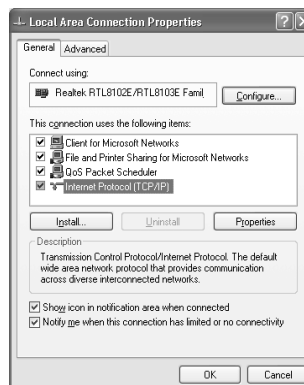 Local Area Connection Properties
General Advanced
Connect using:
Realtek RTL8102E/RTL8103E Famil
Configure...
This connection uses the following items:
Client for Microsoft Networks
File and Printer Sharing for Microsoft Networks
QoS Packet Scheduler
Internet Protocol (TCP/IP)
Install... Uninstall Properties
Description
Transmission Control Protocol/Internet Protocol. The default
wide area network protocol that provides communication
across diverse interconnected networks.
Show icon in notification area when connected
Notify me when this connection has limited or no connectivity
OK Cancel